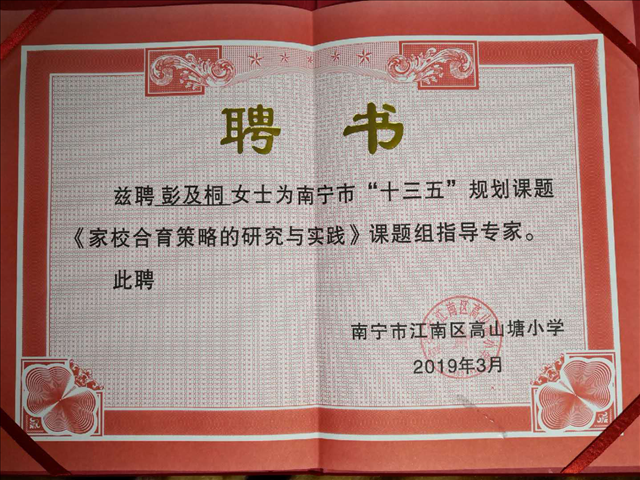 聘 书
兹聘 彭及桐 女士为南宁市“十三五”规划课题
《家校合育策略的研究与实践》课题组指导专家。
此聘
南宁市江南区高山塘小学
2019年3月